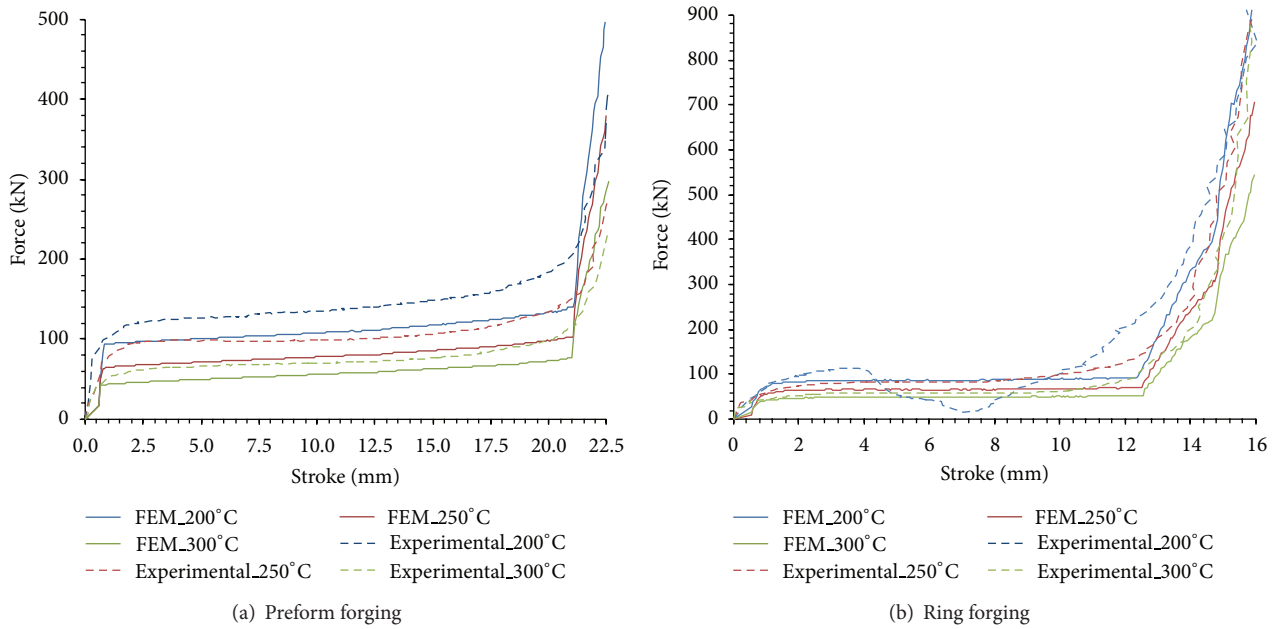 500
400
300
200
100
0
Force (kN)
0.0 2.5 5.0 7.5 10.0 12.5 15.0 17.5 20.0 22.5
Stroke (mm)
FEM_200°C FEM_250°C
FEM_300°C Experimental_200°C
Experimental_250°C Experimental_300°C
(a) Preform forging
900
800
700
600
500
400
300
200
100
0
Force (kN)
0 2 4 6 8 10 12 14 16
Stroke (mm)
FEM_200°C FEM_250°C
FEM_300°C Experimental_200°C
Experimental_250°C Experimental_300°C
(b) Ring forging